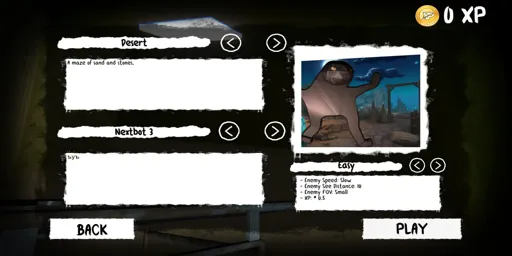 0 XP
Desert
A maze of sand and stones.
Nextbot 3
Easy
- Enemy Speed: Slow
- Enemy See Distance: 10
- Enemy FOV: Small
- XP: * 0.5
BACK
PLAY